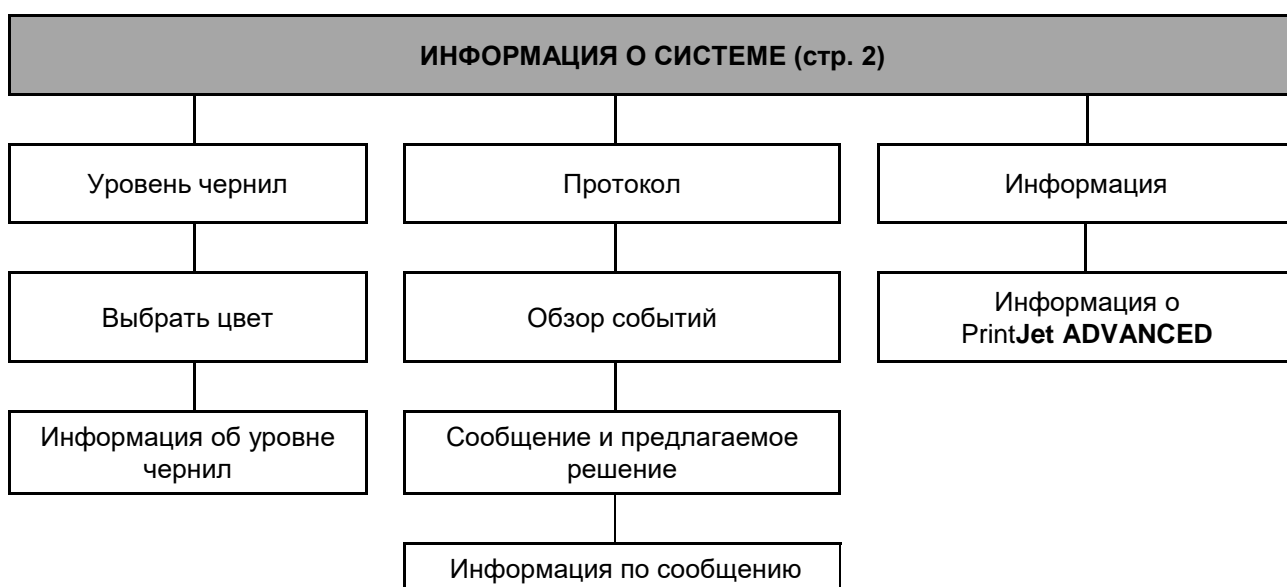 ИНФОРМАЦИЯ О СИСТЕМЕ (стр. 2)
Уровень чернил
Протокол
Информация
Выбрать цвет
Обзор событий
Информация о
PrintJet ADVANCED
Информация об уровне
чернил
Сообщение и предлагаемое
решение
Информация по сообщению